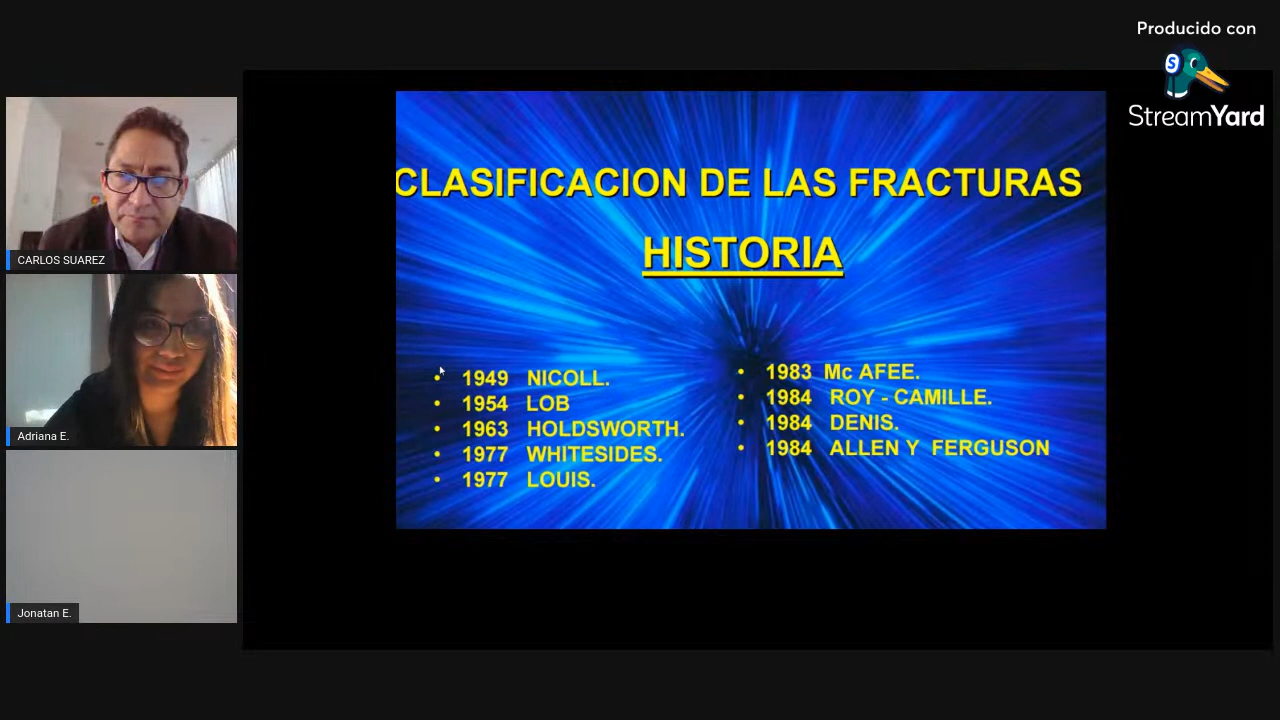 Producido con
StreamYard
CARLOS SUAREZ
Adriana E.
Jonatan E.
CLASIFICACION DE LAS FRACTURAS
HISTORIA
• 1949 NICOLL.
• 1954 LOB
• 1963 HOLDSWORTH.
• 1977 WHITESIDES.
• 1977 LOUIS.
• 1983 Mc AFEE.
• 1984 ROY - CAMILLE.
• 1984 DENIS.
• 1984 ALLEN Y FERGUSON